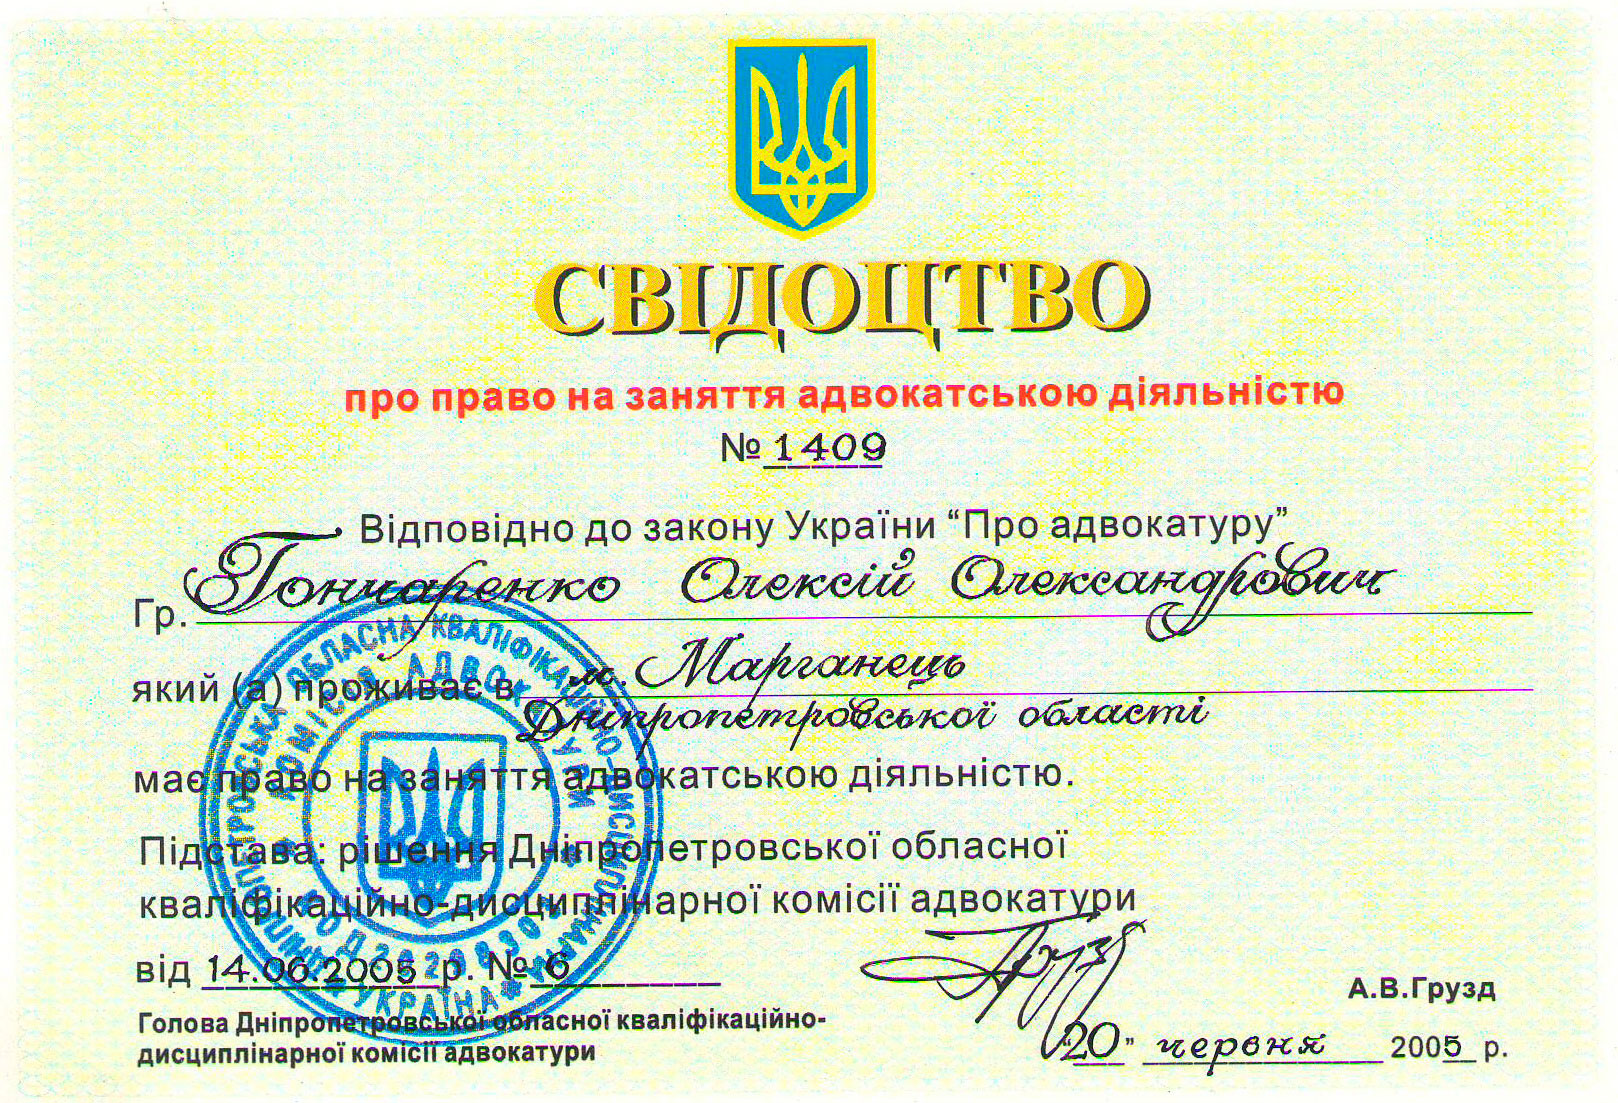 СВІДОЦТВО
про право на заняття адвокатською діяльністю
№ 1409
Відповідно до закону України “Про адвокатуру”
Гр. Гончаренко Олексій Олександрович
який (а) проживає в м. Марганець
Дніпропетровської області
має право на заняття адвокатською діяльністю.
Підстава: рішення Дніпропетровської обласної
кваліфікаційно-дисциплінарної комісії адвокатури
від 14.06.2005 р. № 6
Голова Дніпропетровської обласної кваліфікаційно-
дисциплінарної комісії адвокатури
А.В.Грузд
“20” червня 2005 р.
ДНІПРОПЕТРОВСЬКА ОБЛАСНА КВАЛІФІКАЦІЙНО-ДИСЦИПЛІНАРНА
КОМІСІЯ АДВОКАТУРИ
УКРАЇНА